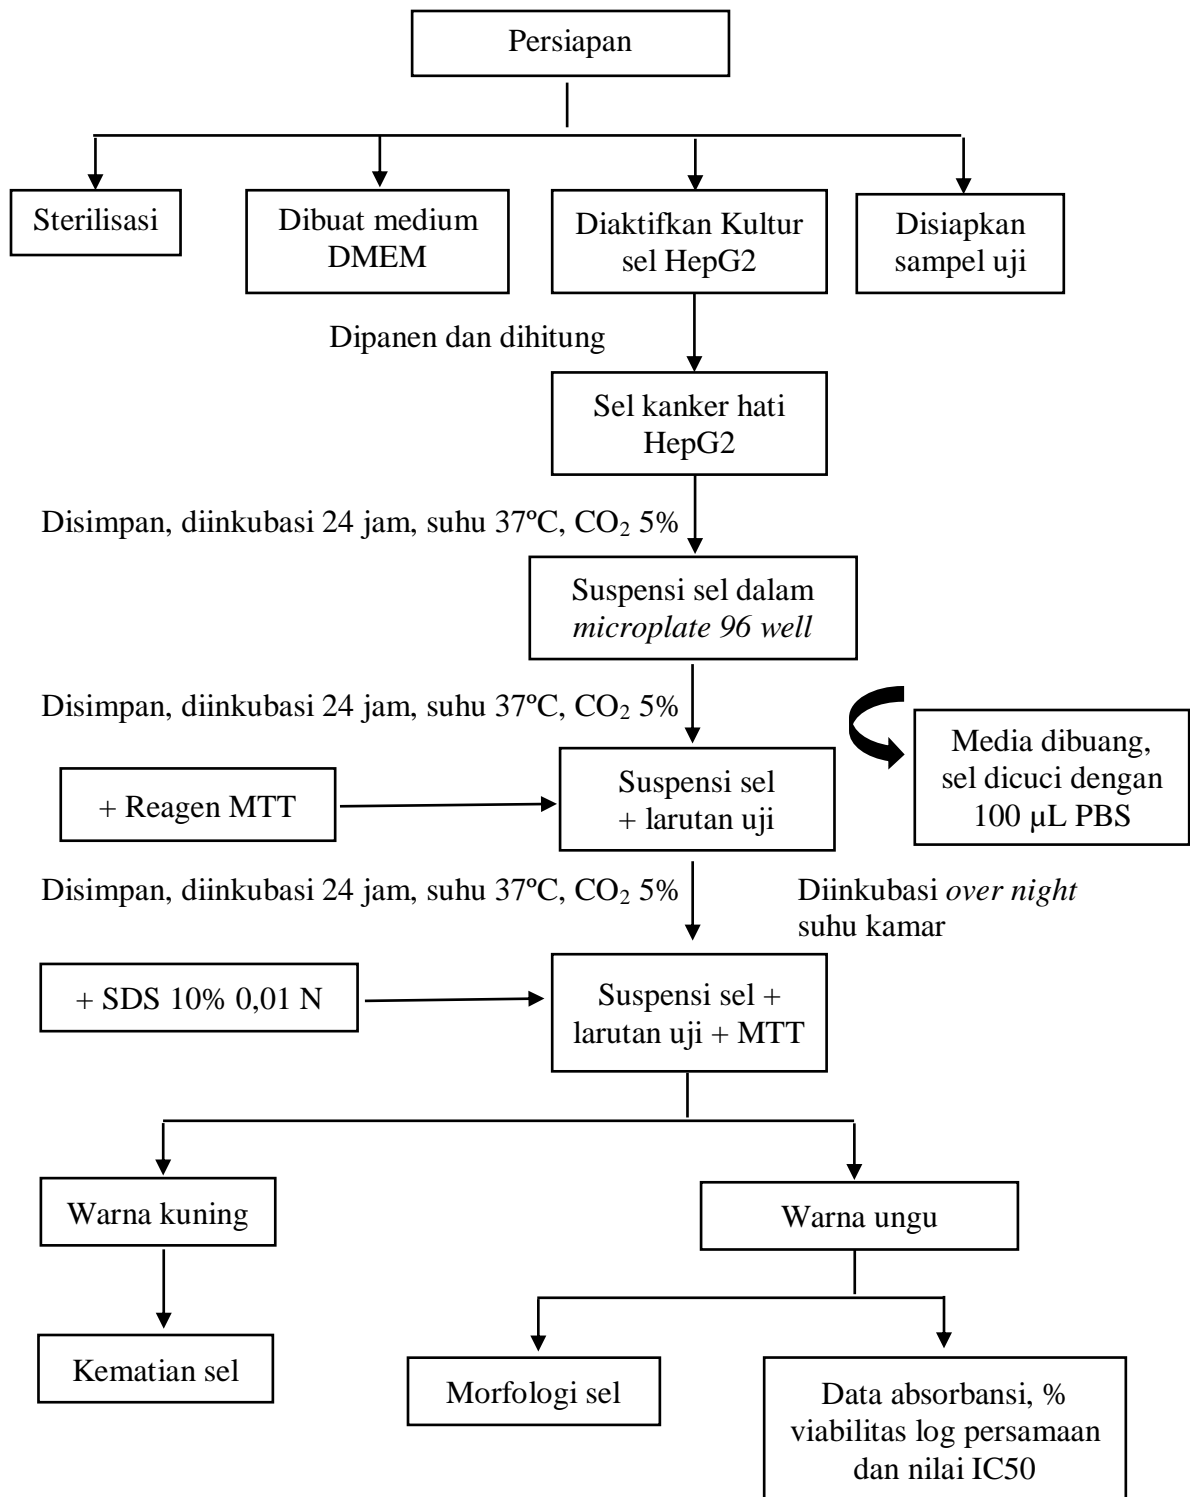 Persiapan
Sterilisasi
Dibuat medium
DMEM
Diaktifkan Kultur
sel HepG2
Disiapkan
sampel uji
Dipanen dan dihitung
Sel kanker hati
HepG2
Disimpan, diinkubasi 24 jam, suhu 37ºC, CO₂ 5%
Suspensi sel dalam
microplate 96 well
Disimpan, diinkubasi 24 jam, suhu 37ºC, CO₂ 5%
Media dibuang,
sel dicuci dengan
100 µL PBS
+ Reagen MTT
Suspensi sel
+ larutan uji
Disimpan, diinkubasi 24 jam, suhu 37ºC, CO₂ 5%
Diinkubasi over night
suhu kamar
+ SDS 10% 0,01 N
Suspensi sel +
larutan uji + MTT
Warna kuning
Warna ungu
Kematian sel
Morfologi sel
Data absorbansi, %
viabilitas log persamaan
dan nilai IC50